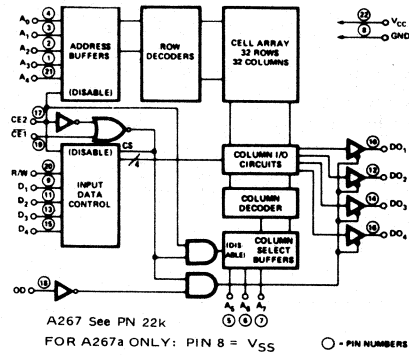 A₀ ④
A₁ ③
A₂ ②
A₃ ①
A₄ ㉑
ADDRESS
BUFFERS
(DISABLE)
ROW
DECODERS
CELL ARRAY
32 ROWS
32 COLUMNS
㉒ VCC
⑧ GND
CE2 ⑰
CE̅1̅ ⑲
(DISABLE) CS
4
INPUT
DATA
CONTROL
R/W ⑳
D₁ ⑨
D₂ ⑪
D₃ ⑬
D₄ ⑮
COLUMN I/O
CIRCUITS
COLUMN
DECODER
(DIS
ABLE)
COLUMN
SELECT
BUFFERS
⑩ DO₁
⑫ DO₂
⑭ DO₃
⑯ DO₄
OD ⑱
A₅ A₆ A₇
⑤ ⑥ ⑦
A267 See PN 22k
FOR A267a ONLY: PIN 8 = VSS
○ = PIN NUMBERS